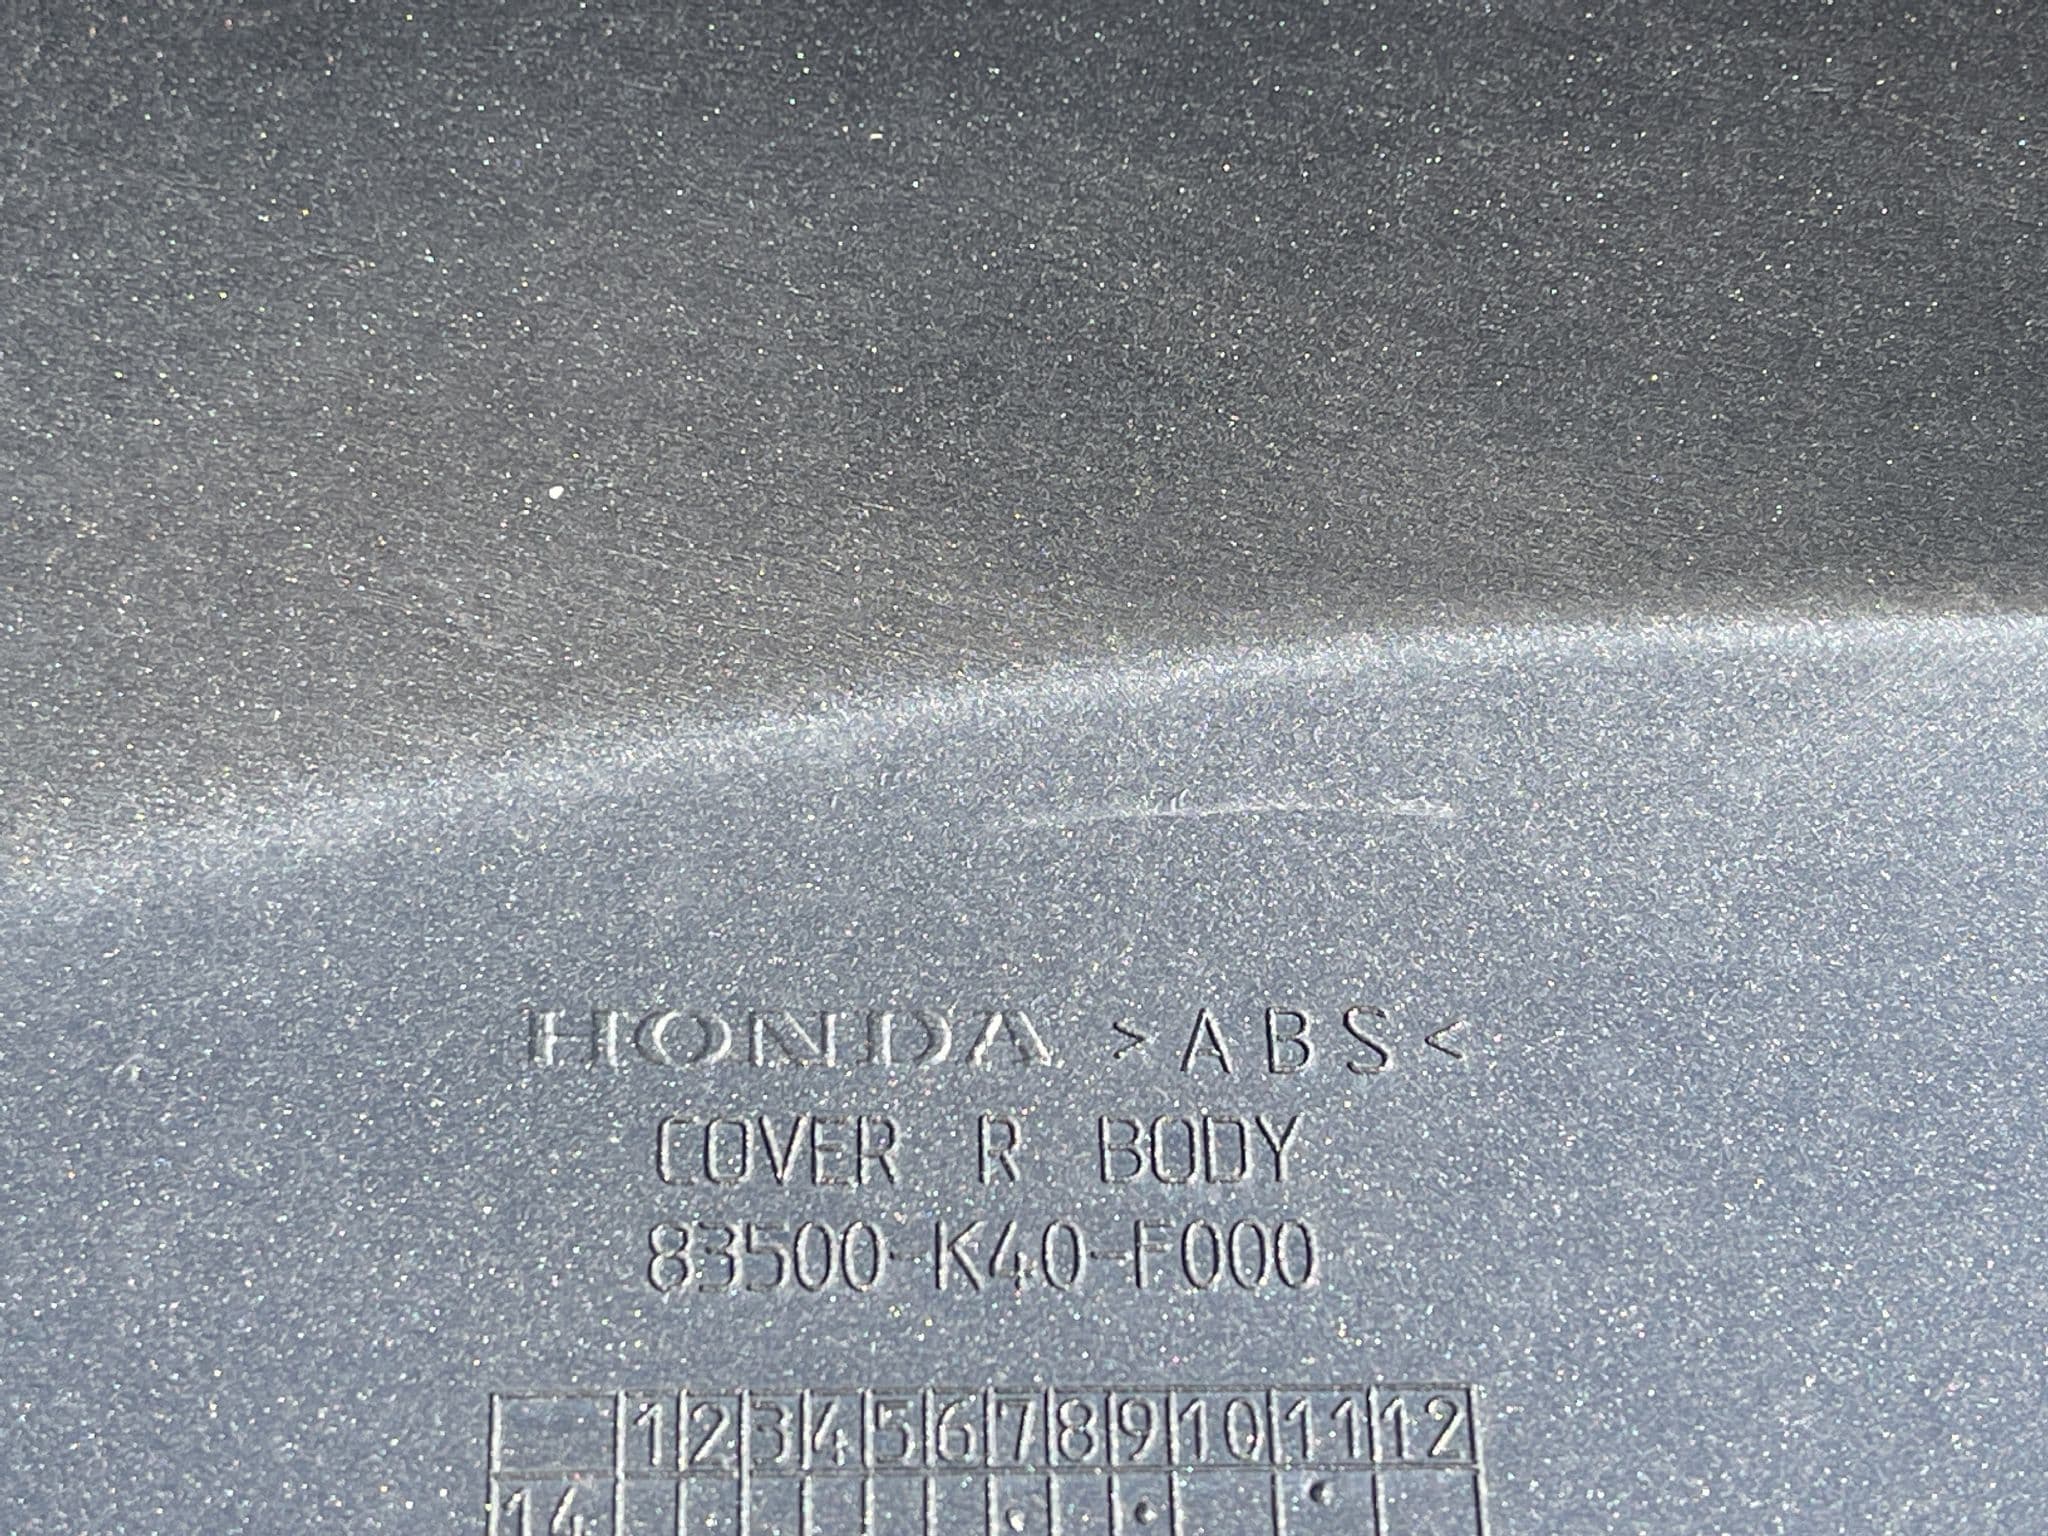 HONDA >ABS<
COVER R BODY
83500-K40-F000
1 2 3 4 5 6 7 8 9 10 11 12
14